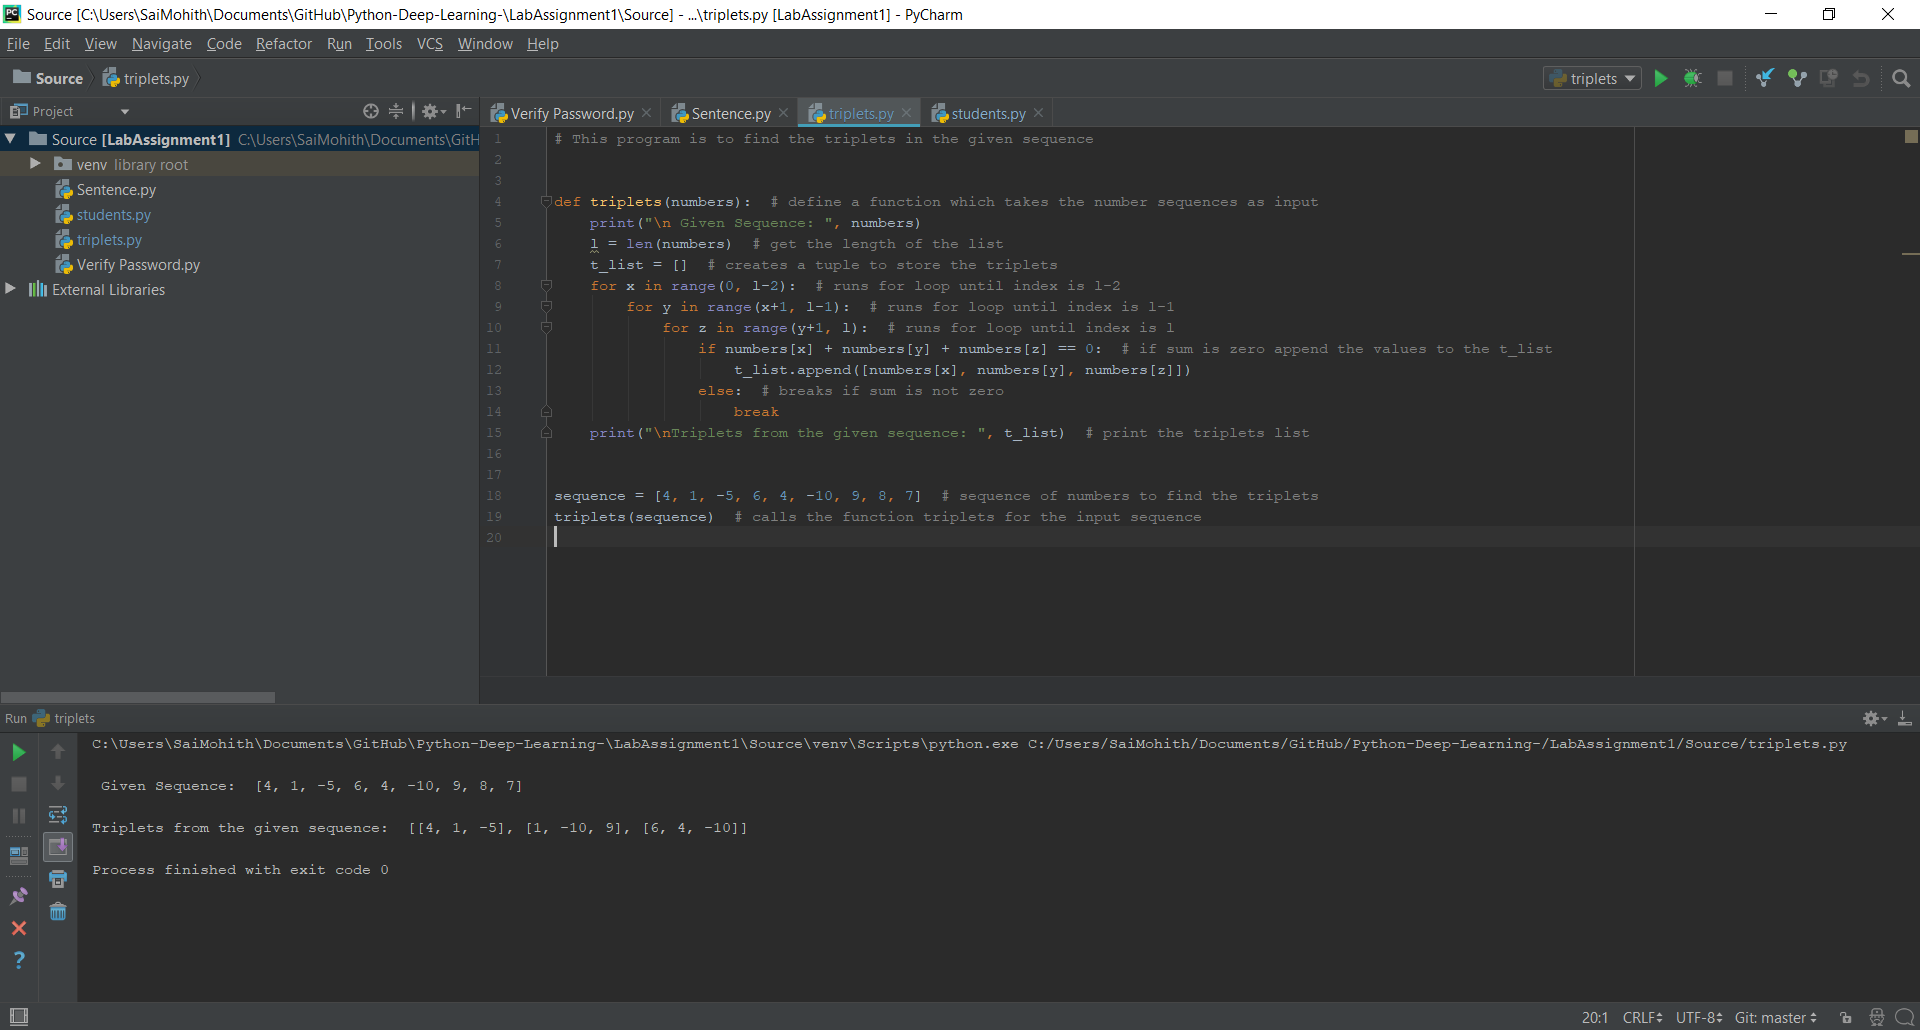 Source [C:\Users\SaiMohith\Documents\GitHub\Python-Deep-Learning-\LabAssignment1\Source] - ...\triplets.py [LabAssignment1] - PyCharm
File Edit View Navigate Code Refactor Run Tools VCS Window Help
Source triplets.py triplets
Project
Verify Password.py Sentence.py triplets.py students.py
Source [LabAssignment1] C:\Users\SaiMohith\Documents\GitH
venv library root
Sentence.py
students.py
triplets.py
Verify Password.py
External Libraries
1 # This program is to find the triplets in the given sequence
2
3
4 def triplets(numbers):  # define a function which takes the number sequences as input
5     print("\n Given Sequence: ", numbers)
6     l = len(numbers)  # get the length of the list
7     t_list = []  # creates a tuple to store the triplets
8     for x in range(0, l-2):  # runs for loop until index is l-2
9         for y in range(x+1, l-1):  # runs for loop until index is l-1
10             for z in range(y+1, l):  # runs for loop until index is l
11                 if numbers[x] + numbers[y] + numbers[z] == 0:  # if sum is zero append the values to the t_list
12                     t_list.append([numbers[x], numbers[y], numbers[z]])
13                 else:  # breaks if sum is not zero
14                     break
15     print("\nTriplets from the given sequence: ", t_list)  # print the triplets list
16
17
18 sequence = [4, 1, -5, 6, 4, -10, 9, 8, 7]  # sequence of numbers to find the triplets
19 triplets(sequence)  # calls the function triplets for the input sequence
20
Run triplets
C:\Users\SaiMohith\Documents\GitHub\Python-Deep-Learning-\LabAssignment1\Source\venv\Scripts\python.exe C:/Users/SaiMohith/Documents/GitHub/Python-Deep-Learning-/LabAssignment1/Source/triplets.py
Given Sequence:  [4, 1, -5, 6, 4, -10, 9, 8, 7]
Triplets from the given sequence:  [[4, 1, -5], [1, -10, 9], [6, 4, -10]]
Process finished with exit code 0
20:1 CRLF UTF-8 Git: master